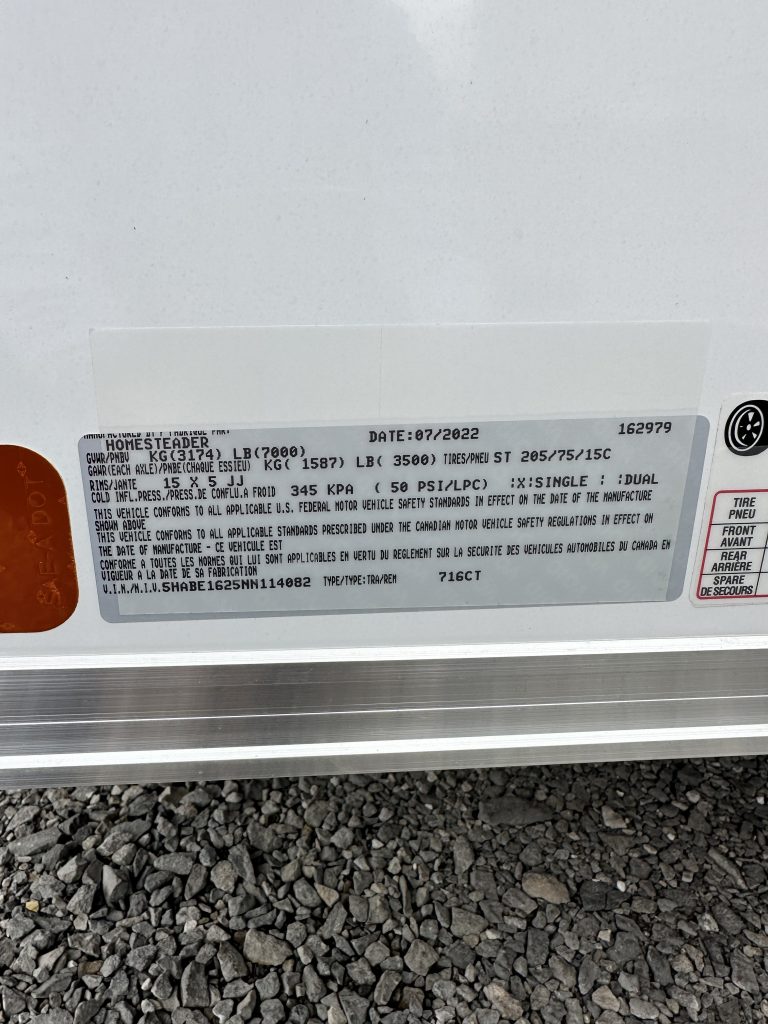 HOMESTEADER DATE:07/2022 162979
GVWR/PNBV KG(3174) LB(7000)
GAWR(EACH AXLE)/PNBE(CHAQUE ESSIEU) KG( 1587) LB( 3500) TIRES/PNEU ST 205/75/15C
RIMS/JANTE 15 X 5 JJ
COLD INFL.PRESS./PRESS.DE CONFLU.A FROID 345 KPA ( 50 PSI/LPC) :X:SINGLE : :DUAL
THIS VEHICLE CONFORMS TO ALL APPLICABLE U.S. FEDERAL MOTOR VEHICLE SAFETY STANDARDS IN EFFECT ON THE DATE OF THE MANUFACTURE
SHOWN ABOVE
THIS VEHICLE CONFORMS TO ALL APPLICABLE STANDARDS PRESCRIBED UNDER THE CANADIAN MOTOR VEHICLE SAFETY REGULATIONS IN EFFECT ON
THE DATE OF MANUFACTURE - CE VEHICULE EST
CONFORME A TOUTES LES NORMES QUI LUI SONT APPLICABLES EN VERTU DU REGLEMENT SUR LA SECURITE DES VEHICULES AUTOMOBILES DU CANADA EN
VIGUEUR A LA DATE DE SA FABRICATION
V.I.N./N.I.V.5HABE1625NN114082 TYPE/TYPE:TRA/REM 716CT
TIRE
PNEU
FRONT
AVANT
REAR
ARRIÈRE
SPARE
DE SECOURS
DOT